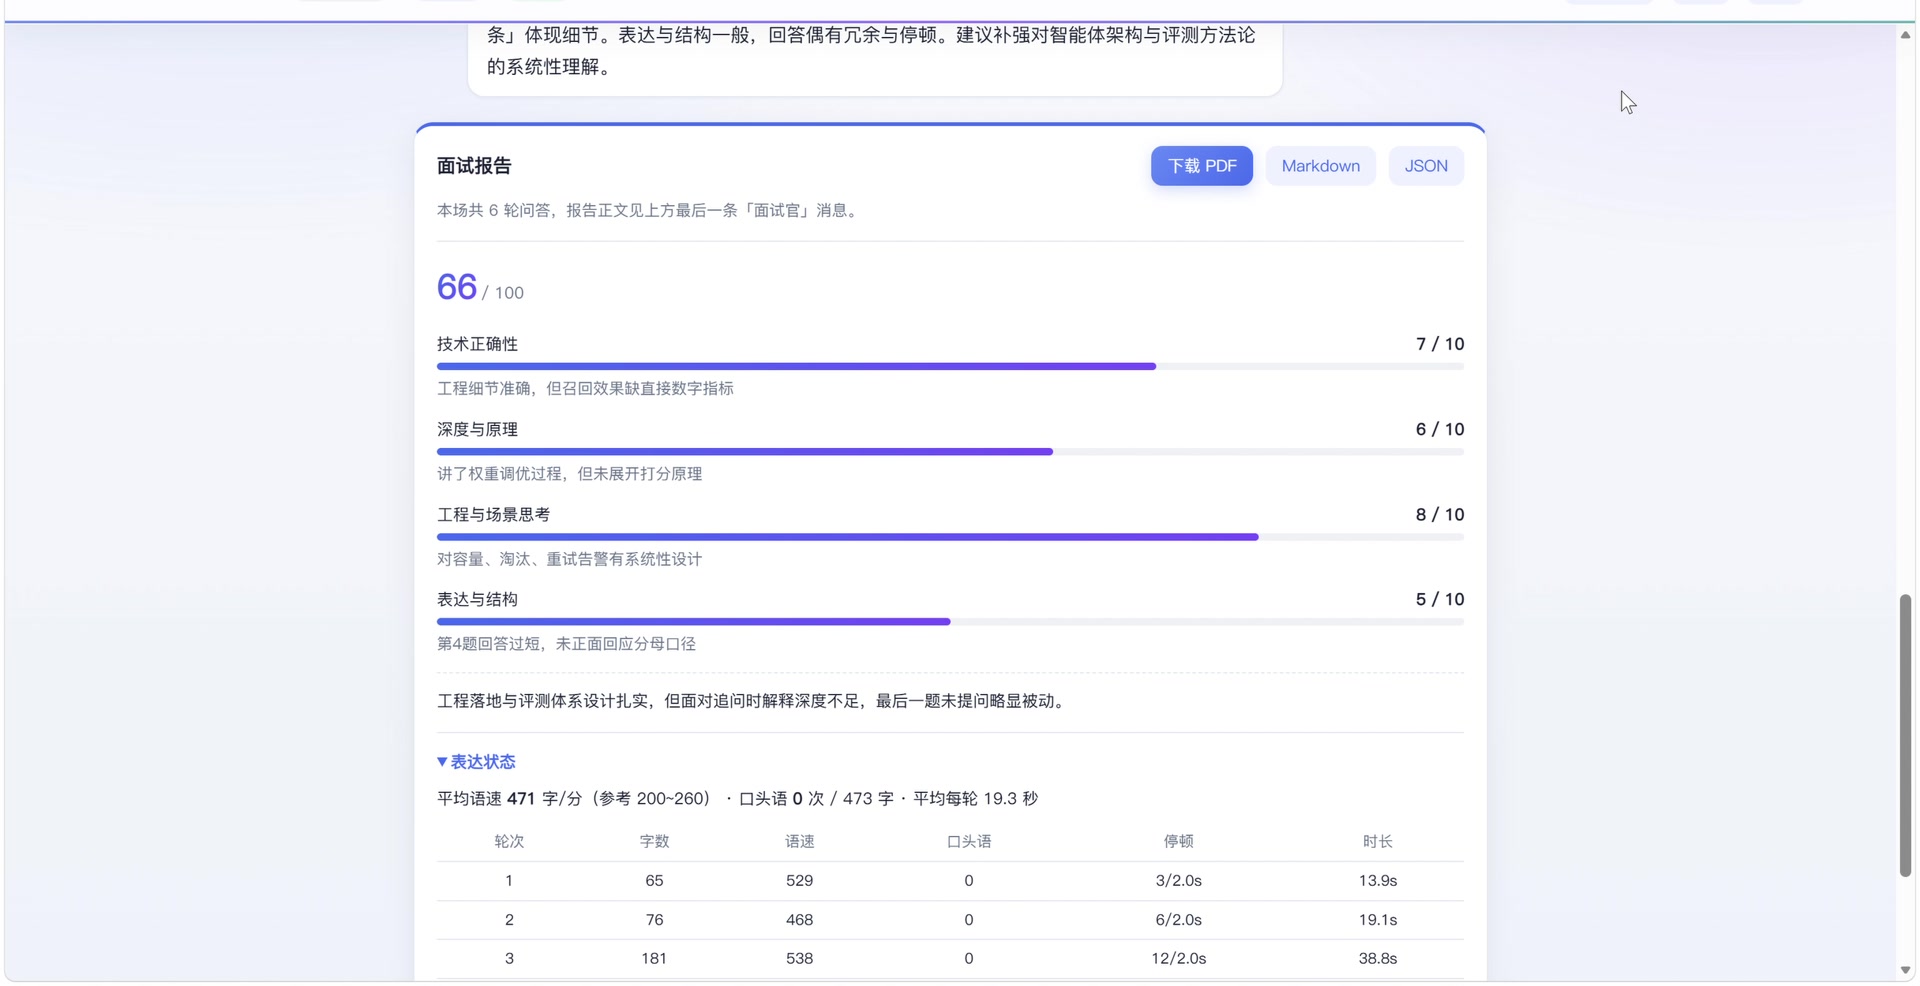 条」体现细节。表达与结构一般，回答偶有冗余与停顿。建议补强对智能体架构与评测方法论
的系统性理解。
面试报告
下载 PDF
Markdown
JSON
本场共 6 轮问答，报告正文见上方最后一条「面试官」消息。
66 / 100
技术正确性 7 / 10
工程细节准确，但召回效果缺直接数字指标
深度与原理 6 / 10
讲了权重调优过程，但未展开打分原理
工程与场景思考 8 / 10
对容量、淘汰、重试告警有系统性设计
表达与结构 5 / 10
第4题回答过短，未正面回应分母口径
工程落地与评测体系设计扎实，但面对追问时解释深度不足，最后一题未提问略显被动。
▼表达状态
平均语速 471 字/分（参考 200~260） · 口头语 0 次 / 473 字 · 平均每轮 19.3 秒
轮次 字数 语速 口头语 停顿 时长
1 65 529 0 3/2.0s 13.9s
2 76 468 0 6/2.0s 19.1s
3 181 538 0 12/2.0s 38.8s